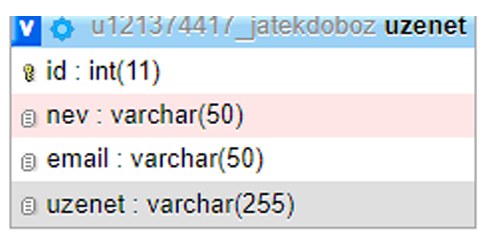 v u121374417_jatekdoboz uzenet
id : int(11)
nev : varchar(50)
email : varchar(50)
uzenet : varchar(255)